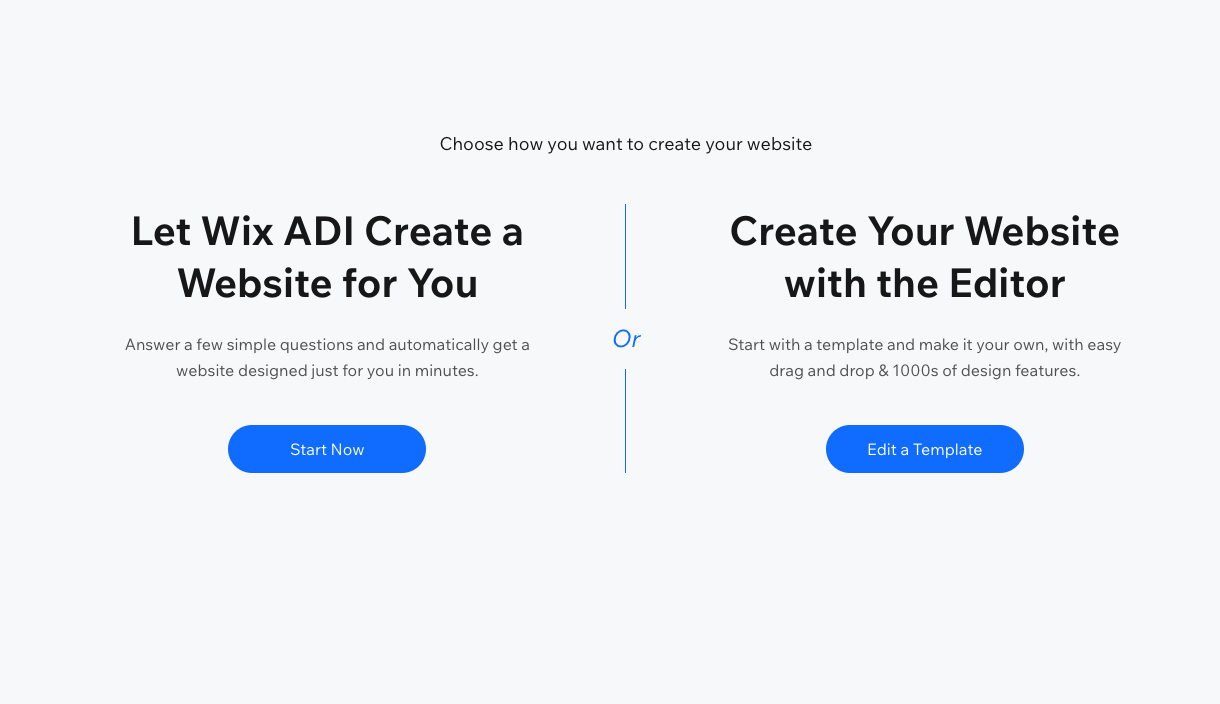 Choose how you want to create your website
Let Wix ADI Create a
Website for You
Answer a few simple questions and automatically get a
website designed just for you in minutes.
Start Now
Or
Create Your Website
with the Editor
Start with a template and make it your own, with easy
drag and drop & 1000s of design features.
Edit a Template